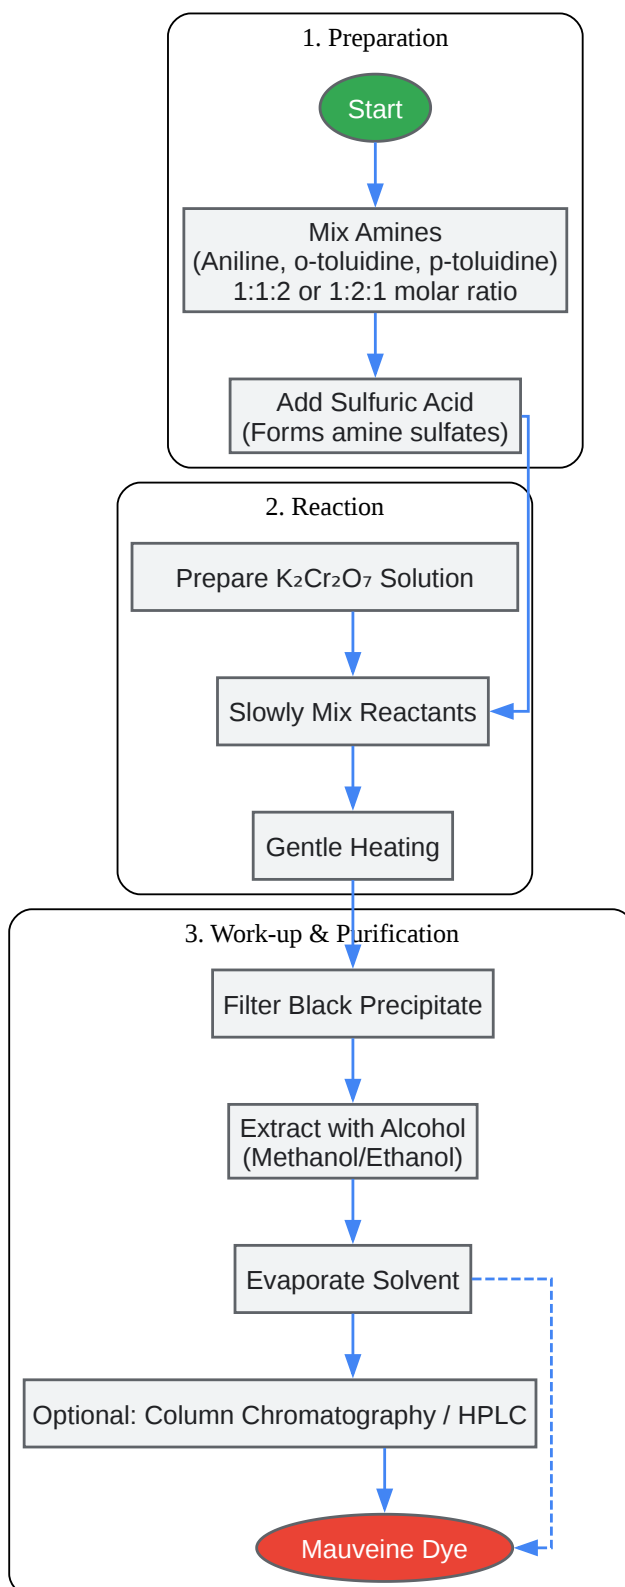 1. Preparation
Start
Mix Amines
(Aniline, o-toluidine, p-toluidine)
1:1:2 or 1:2:1 molar ratio
Add Sulfuric Acid
(Forms amine sulfates)
2. Reaction
Prepare K₂Cr₂O₇ Solution
Slowly Mix Reactants
Gentle Heating
3. Work-up & Purification
Filter Black Precipitate
Extract with Alcohol
(Methanol/Ethanol)
Evaporate Solvent
Optional: Column Chromatography / HPLC
Mauveine Dye